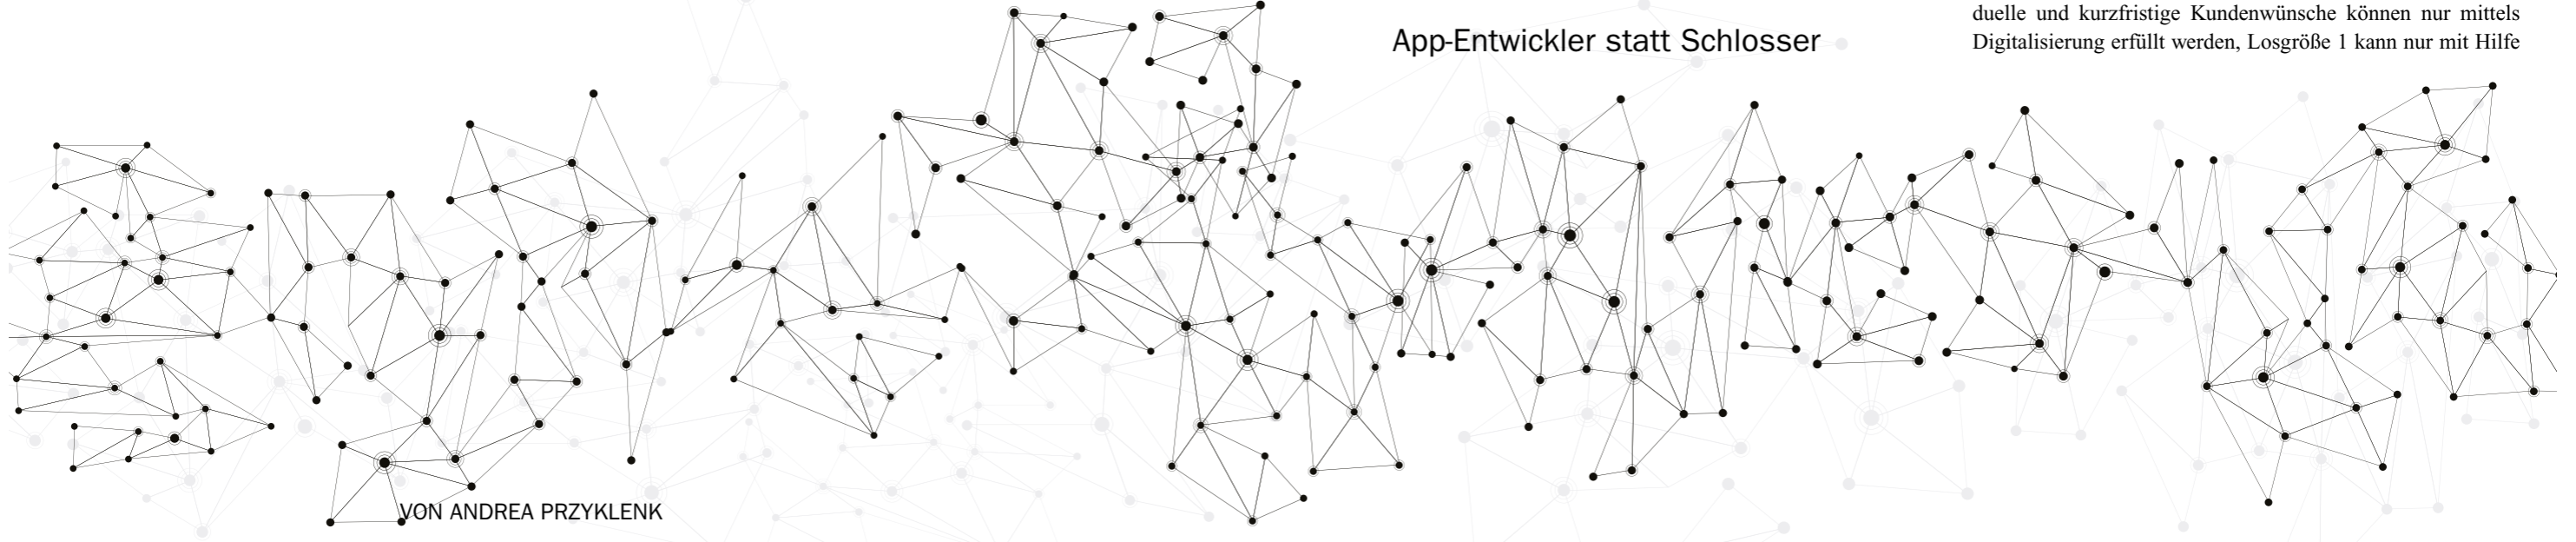 VON ANDREA PRZYKLENK
App-Entwickler statt Schlosser
duelle und kurzfristige Kundenwünsche können nur mittels
Digitalisierung erfüllt werden, Losgröße 1 kann nur mit Hilfe